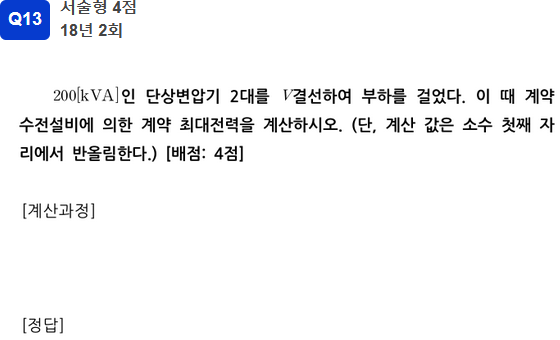 Q13
서술형 4점
18년 2회
200[kVA]인 단상변압기 2대를 V결선하여 부하를 걸었다. 이 때 계약
수전설비에 의한 계약 최대전력을 계산하시오. (단, 계산 값은 소수 첫째 자
리에서 반올림한다.) [배점: 4점]
[계산과정]
[정답]